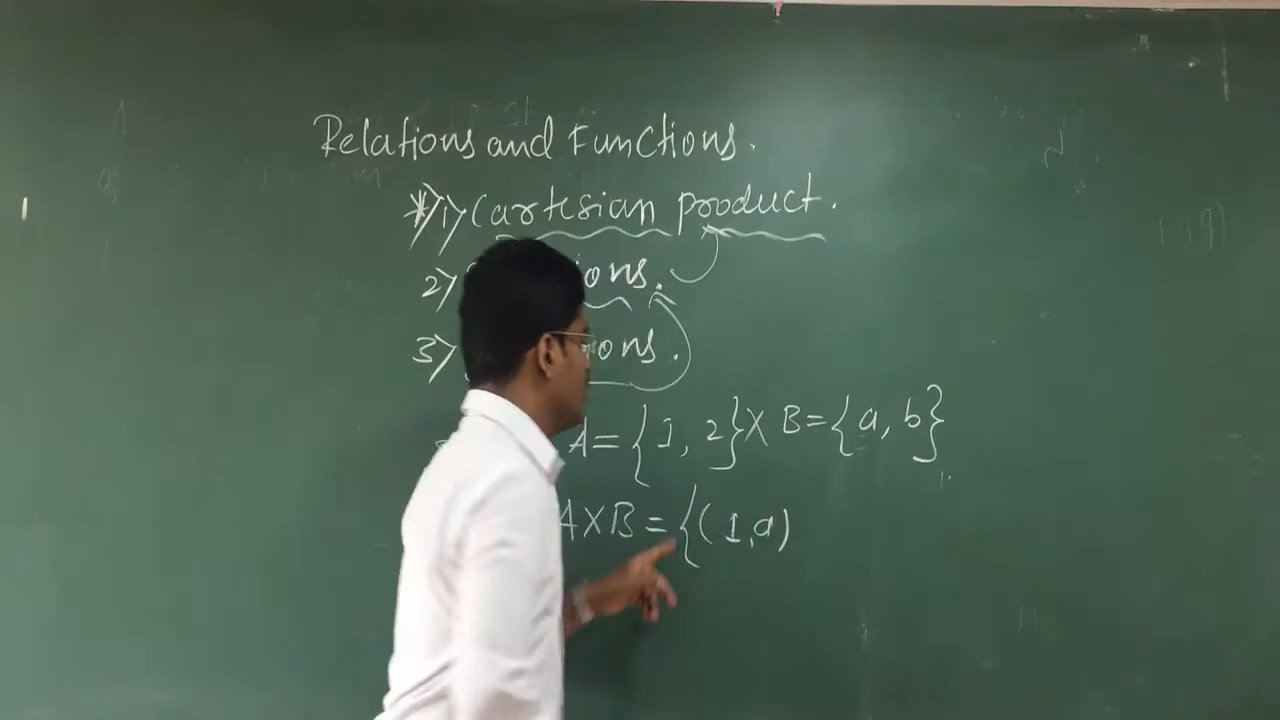 Relations and Functions.
*) 1) Cartesian product.
2) ions.
3) ions.
A = {1, 2} X B = {a, b}
A X B = {(1, a)